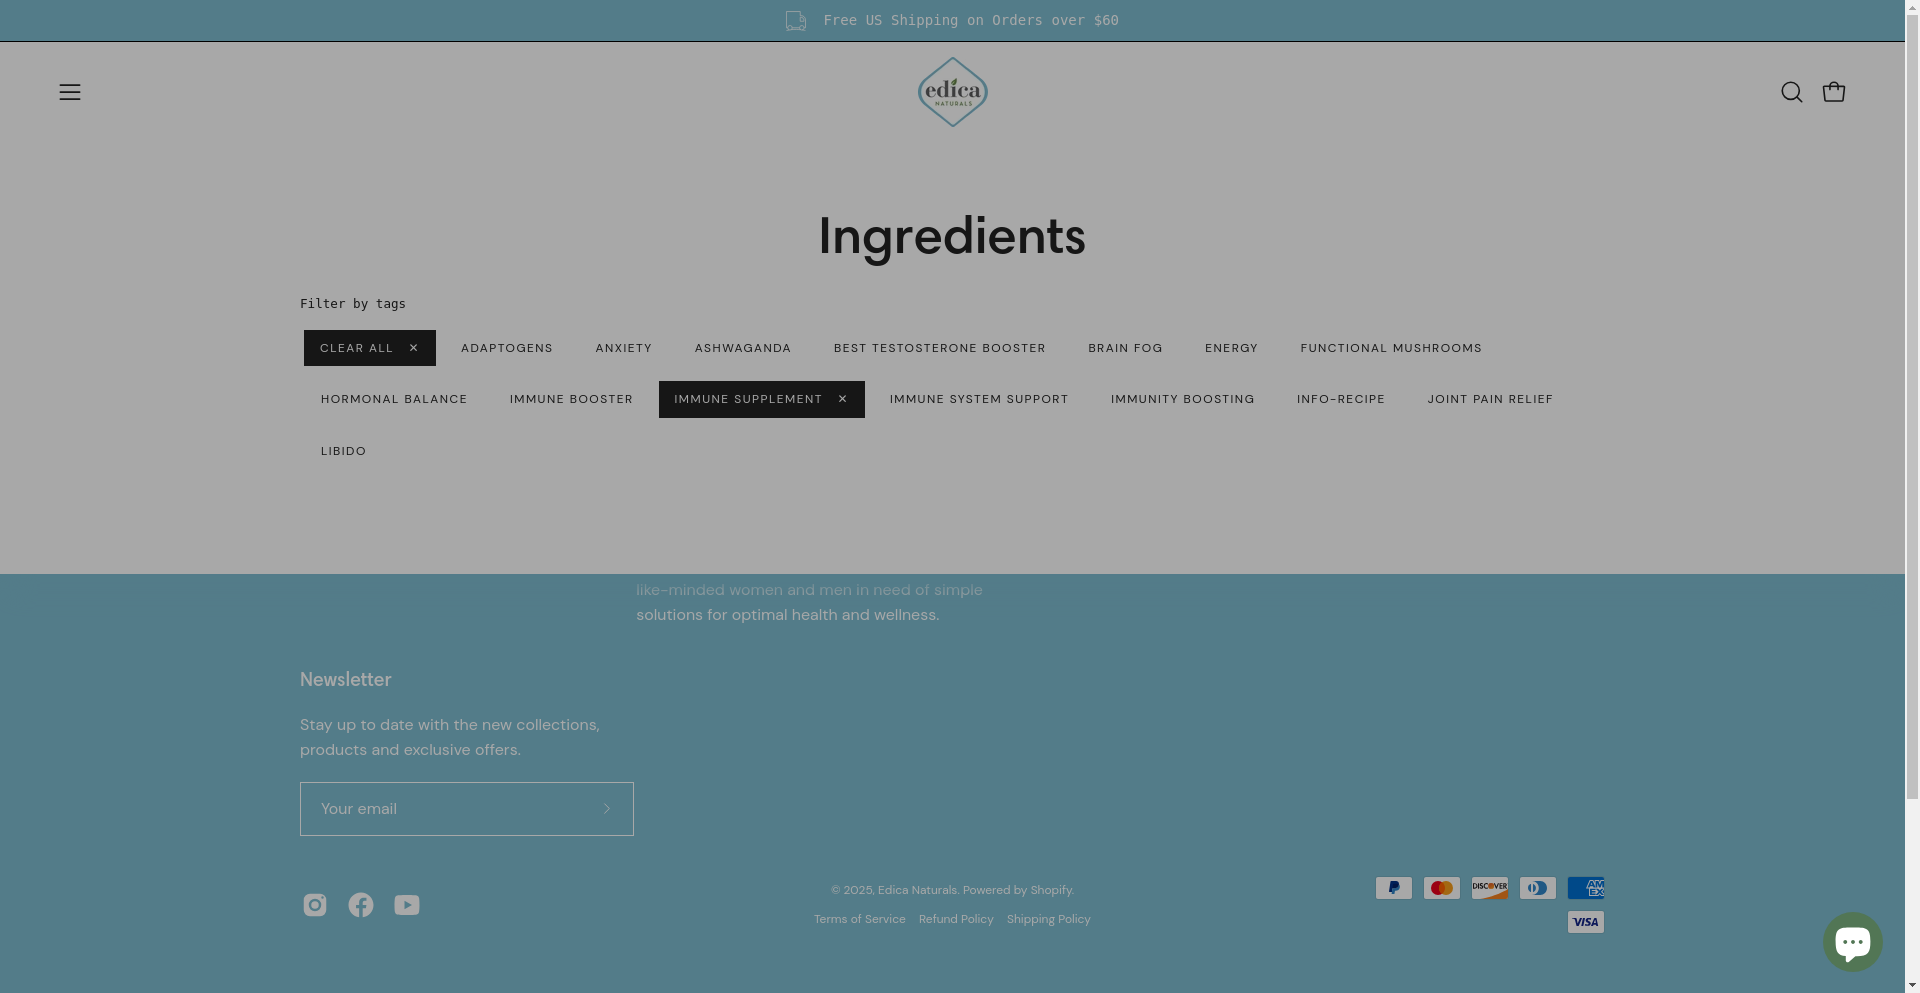 Free US Shipping on Orders over $60
edica
NATURALS
Ingredients
Filter by tags
CLEAR ALL ✕ ADAPTOGENS ANXIETY ASHWAGANDA BEST TESTOSTERONE BOOSTER BRAIN FOG ENERGY FUNCTIONAL MUSHROOMS
HORMONAL BALANCE IMMUNE BOOSTER IMMUNE SUPPLEMENT ✕ IMMUNE SYSTEM SUPPORT IMMUNITY BOOSTING INFO-RECIPE JOINT PAIN RELIEF
LIBIDO
like-minded women and men in need of simple
solutions for optimal health and wellness.
Newsletter
Stay up to date with the new collections,
products and exclusive offers.
Your email
© 2025, Edica Naturals. Powered by Shopify.
Terms of Service Refund Policy Shipping Policy
DISCOVER
AM
EX
VISA